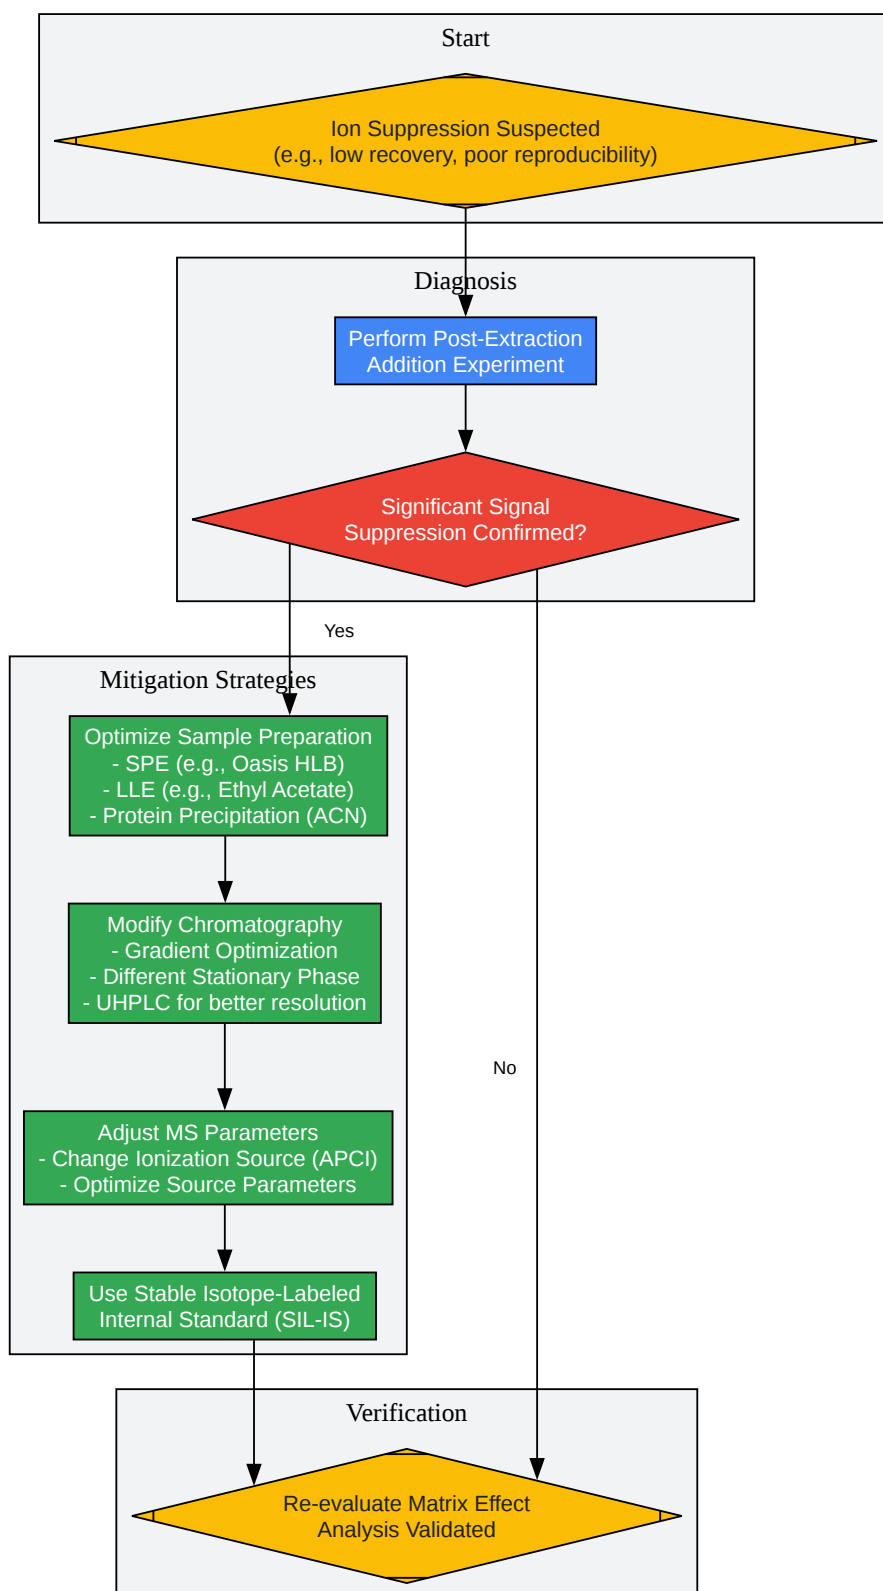 Start
Ion Suppression Suspected
(e.g., low recovery, poor reproducibility)
Diagnosis
Perform Post-Extraction
Addition Experiment
Significant Signal
Suppression Confirmed?
Yes
Mitigation Strategies
Optimize Sample Preparation
- SPE (e.g., Oasis HLB)
- LLE (e.g., Ethyl Acetate)
- Protein Precipitation (ACN)
Modify Chromatography
- Gradient Optimization
- Different Stationary Phase
- UHPLC for better resolution
No
Adjust MS Parameters
- Change Ionization Source (APCI)
- Optimize Source Parameters
Use Stable Isotope-Labeled
Internal Standard (SIL-IS)
Verification
Re-evaluate Matrix Effect
Analysis Validated